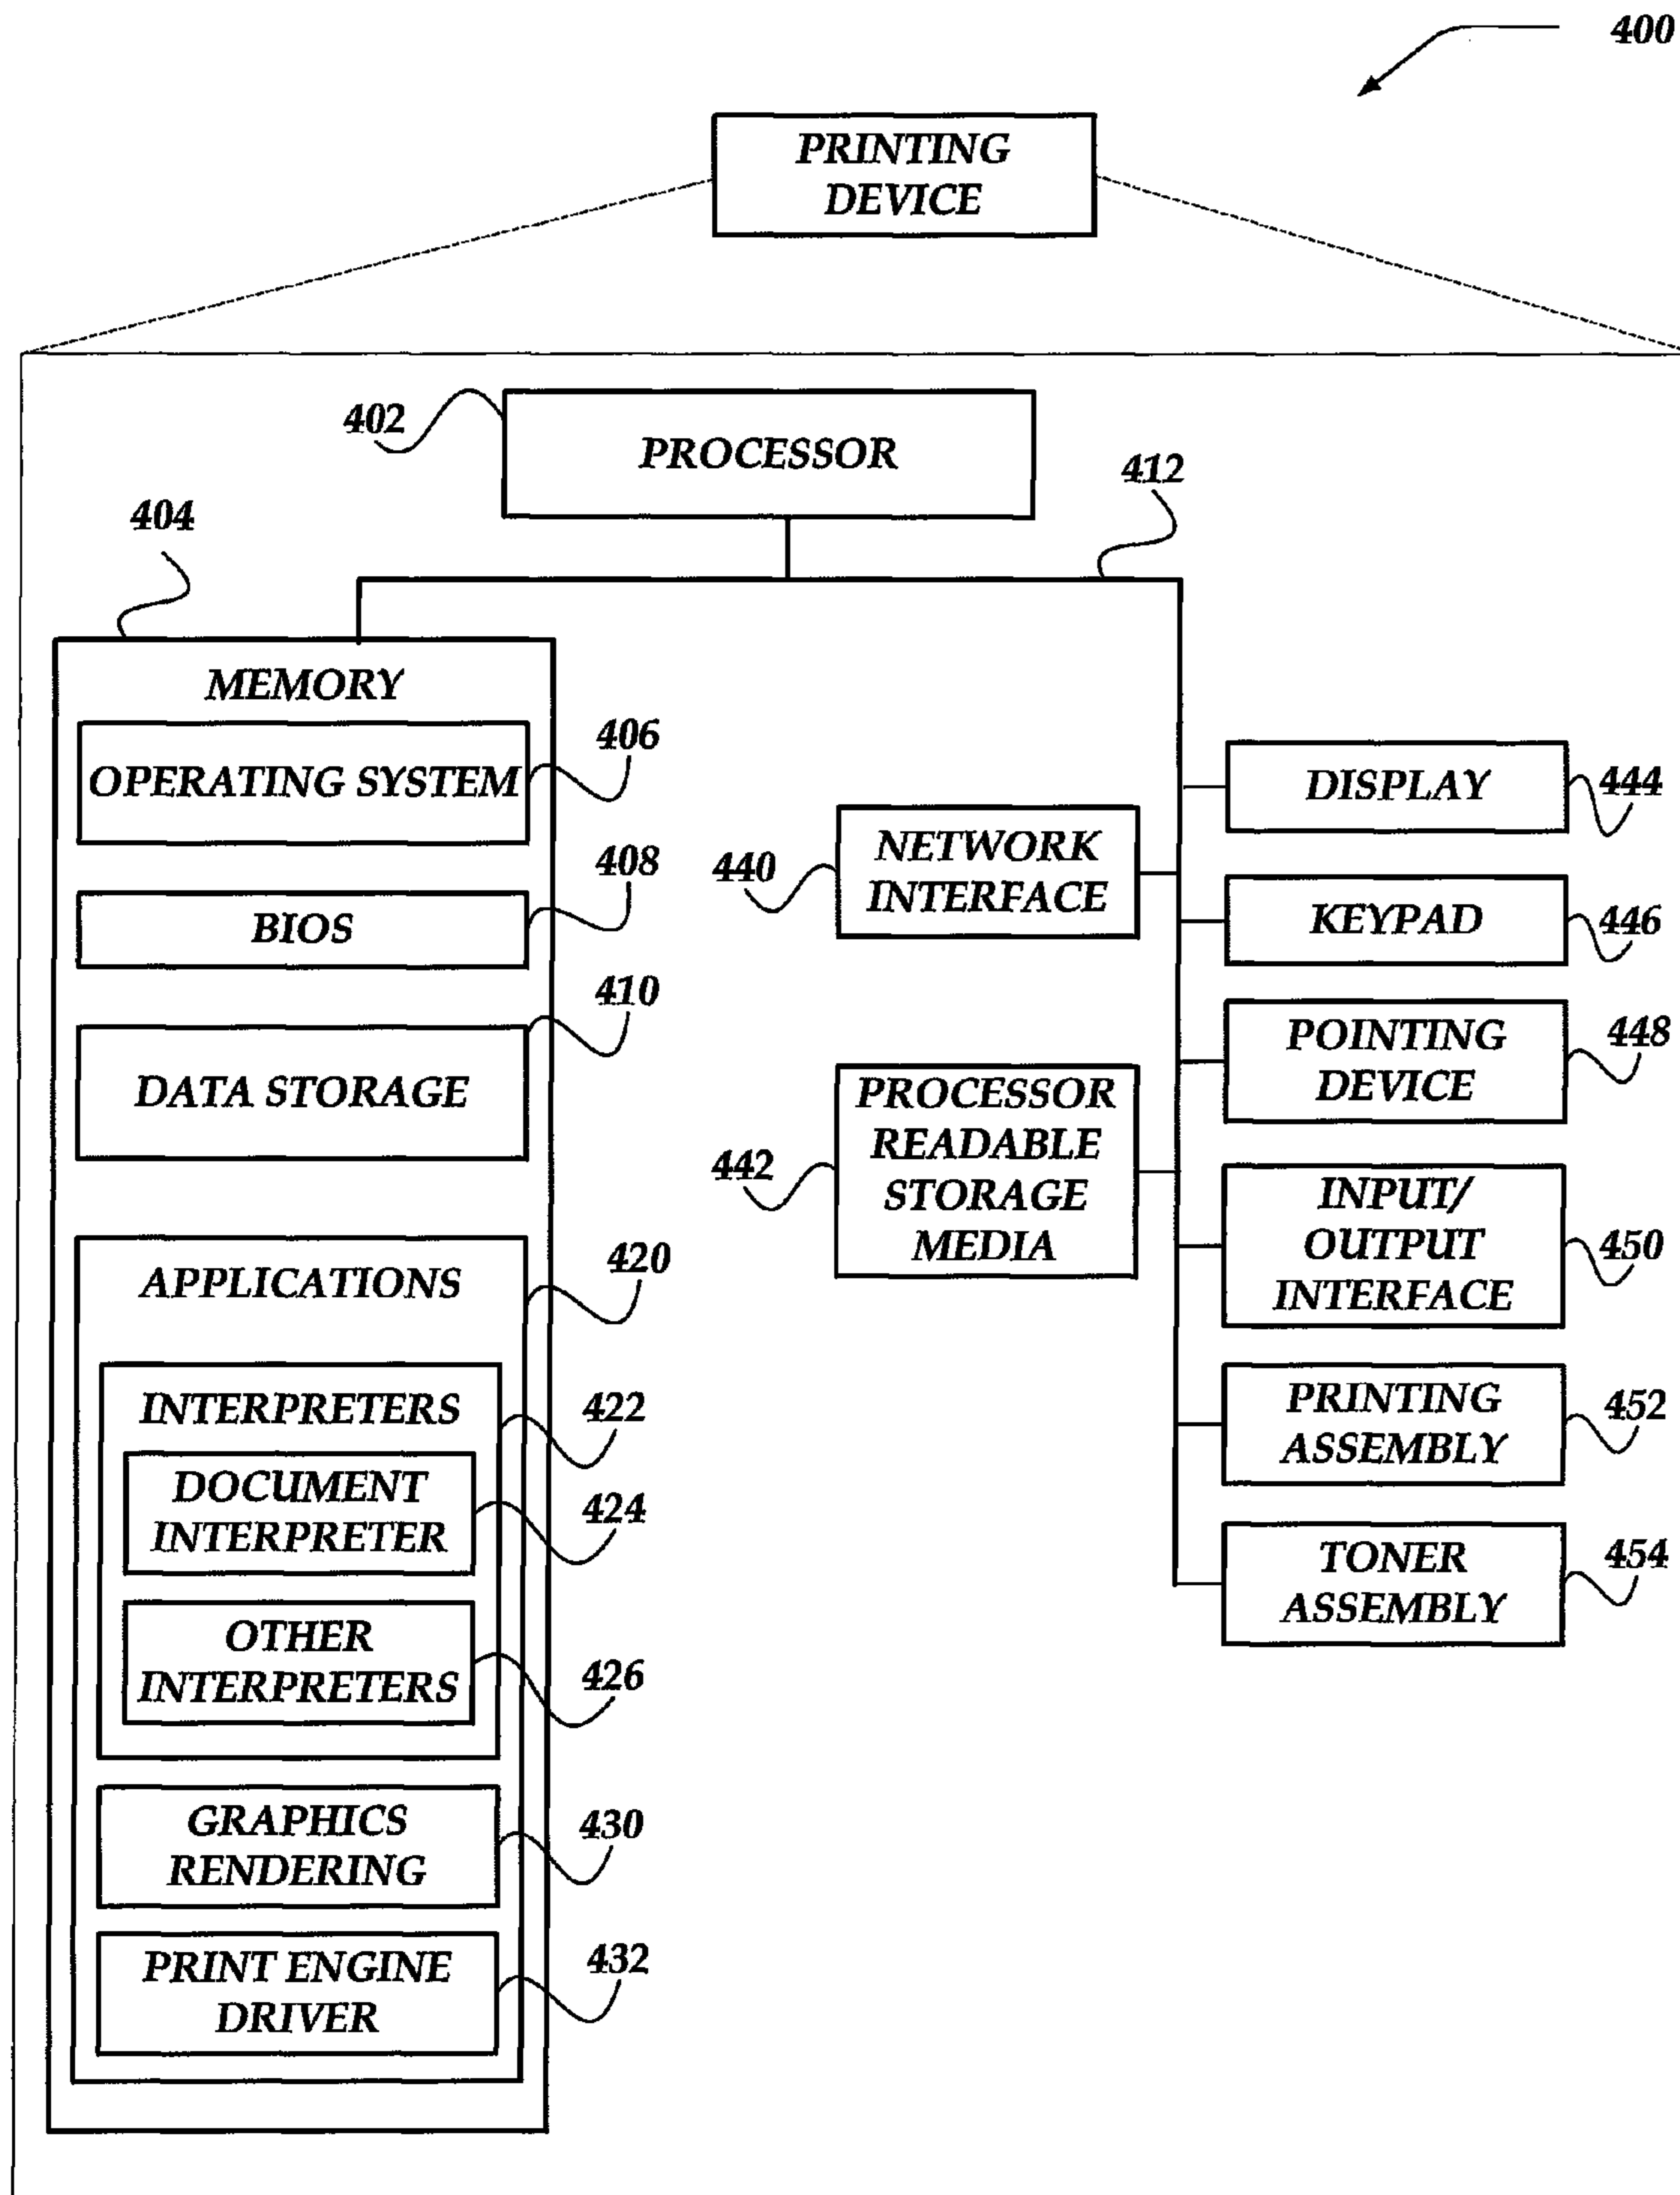 400
PRINTING
DEVICE
402
PROCESSOR
412
404
MEMORY
OPERATING SYSTEM
406
BIOS
408
DATA STORAGE
410
APPLICATIONS
420
INTERPRETERS
422
DOCUMENT
INTERPRETER
424
OTHER
INTERPRETERS
426
GRAPHICS
RENDERING
430
PRINT ENGINE
DRIVER
432
440
NETWORK
INTERFACE
442
PROCESSOR
READABLE
STORAGE
MEDIA
DISPLAY
444
KEYPAD
446
POINTING
DEVICE
448
INPUT/
OUTPUT
INTERFACE
450
PRINTING
ASSEMBLY
452
TONER
ASSEMBLY
454